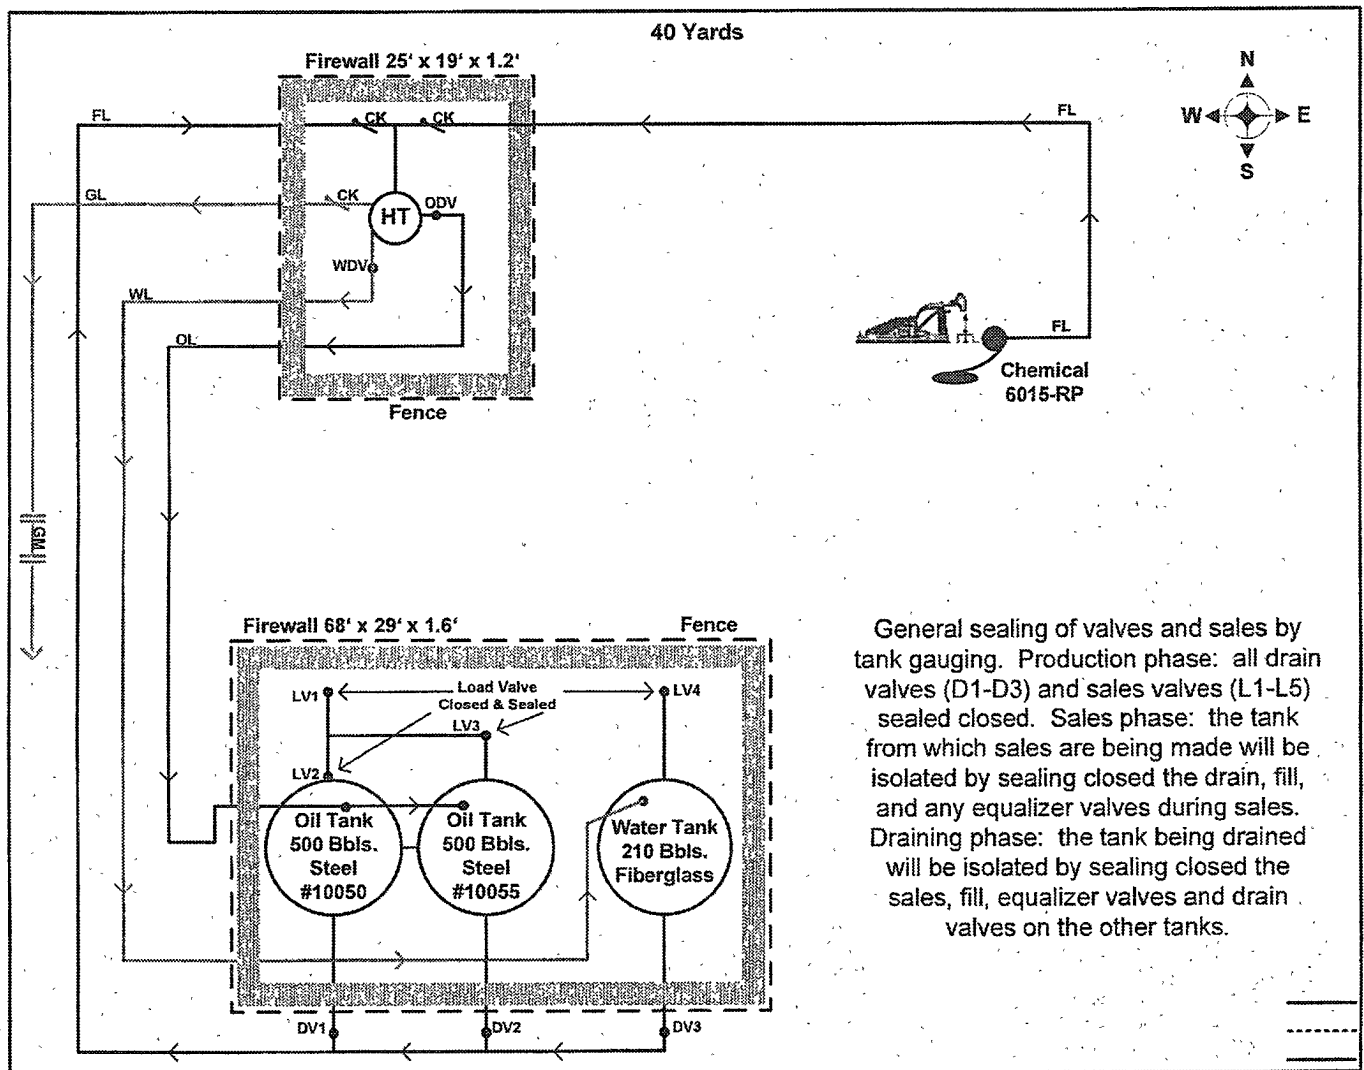 40 Yards
Firewall 25' x 19' x 1.2'
N
W
E
S
FL
CK
CK
FL
GL
CK
HT
ODV
WDV
WL
OL
FL
Chemical
6015-RP
Fence
GM
Firewall 68' x 29' x 1.6'
Fence
LV1
Load Valve
Closed & Sealed
LV4
LV3
LV2
Oil Tank
500 Bbls.
Steel
#10050
Oil Tank
500 Bbls.
Steel
#10055
Water Tank
210 Bbls.
Fiberglass
DV1
DV2
DV3
General sealing of valves and sales by
tank gauging. Production phase: all drain
valves (D1-D3) and sales valves (L1-L5)
sealed closed. Sales phase: the tank
from which sales are being made will be
isolated by sealing closed the drain, fill,
and any equalizer valves during sales.
Draining phase: the tank being drained
will be isolated by sealing closed the
sales, fill, equalizer valves and drain
valves on the other tanks.